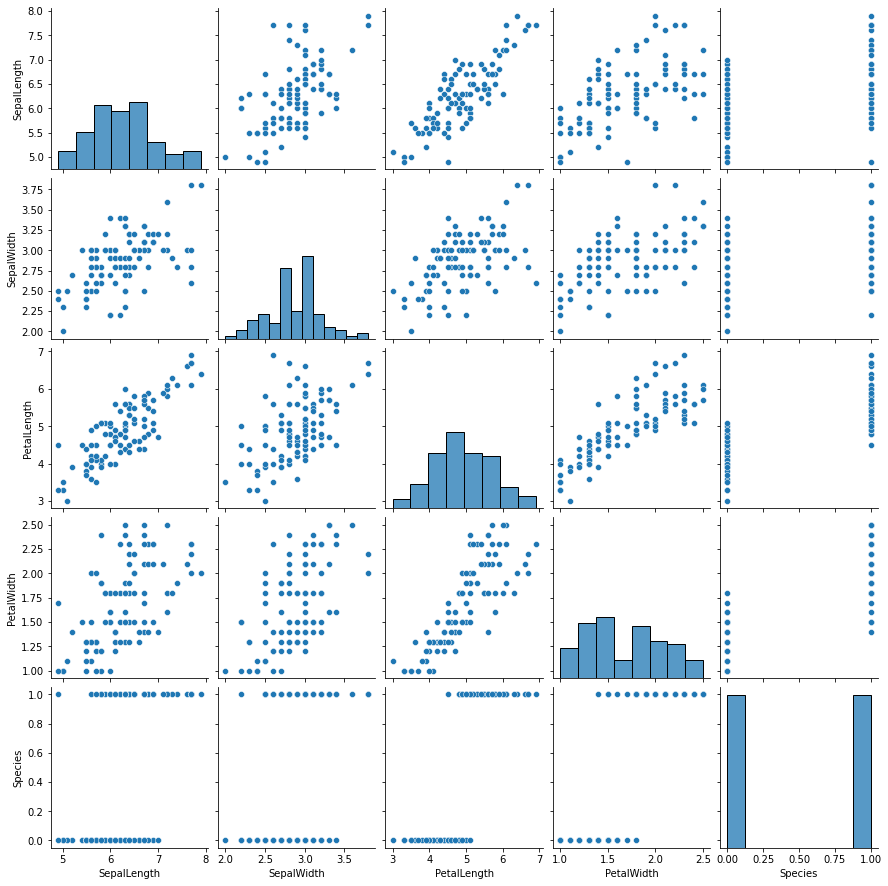 8.0
7.5
7.0
6.5
6.0
5.5
5.0
SepalLength
3.75
3.50
3.25
3.00
2.75
2.50
2.25
2.00
SepalWidth
7
6
5
4
3
PetalLength
2.50
2.25
2.00
1.75
1.50
1.25
1.00
PetalWidth
1.0
0.8
0.6
0.4
0.2
0.0
Species
5 6 7 8
SepalLength
2.0 2.5 3.0 3.5
SepalWidth
3 4 5 6 7
PetalLength
1.0 1.5 2.0 2.5
PetalWidth
0.00 0.25 0.50 0.75 1.00
Species